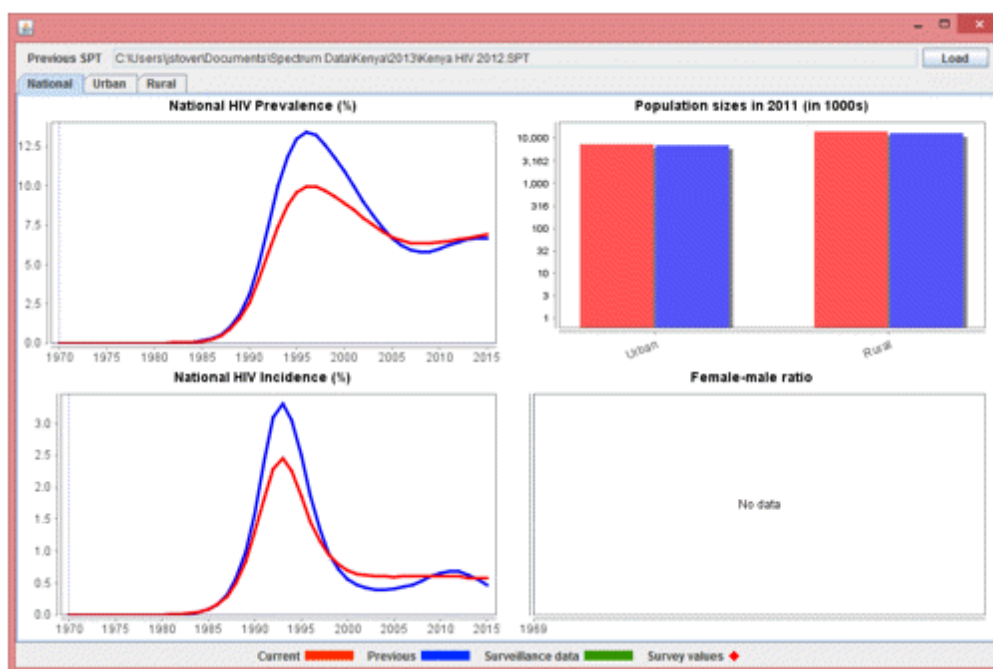 Previous SPT C:\Users\jstover\Documents\Spectrum Data\Kenya\2013\Kenya HIV 2012.SPT Load
National Urban Rural
National HIV Prevalence (%)
12.5
10.0
7.5
5.0
2.5
0.0
1970 1975 1980 1985 1990 1995 2000 2005 2010 2015
Population sizes in 2011 (in 1000s)
10,000
3,162
1,000
316
100
32
10
3
1
Urban Rural
National HIV Incidence (%)
3.0
2.5
2.0
1.5
1.0
0.5
0.0
1970 1975 1980 1985 1990 1995 2000 2005 2010 2015
Female-male ratio
No data
1969
Current Previous Surveillance data Survey values